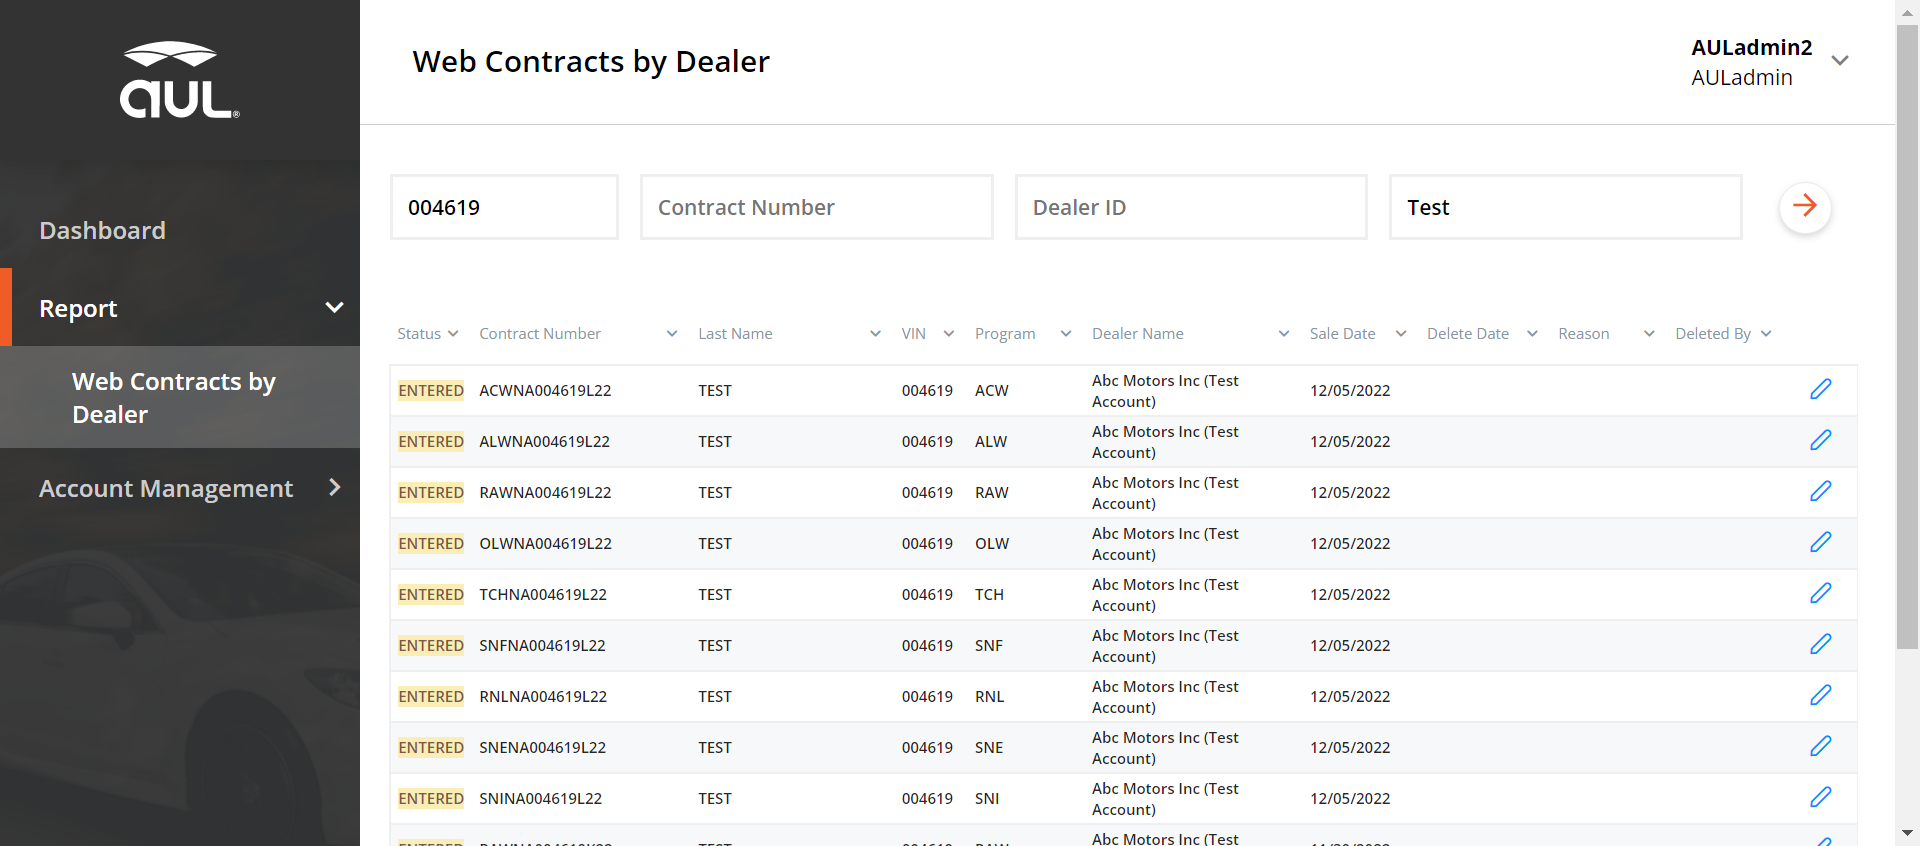 aUL®
Web Contracts by Dealer
AULadmin2
AULadmin
Dashboard
Report
Web Contracts by
Dealer
Account Management
004619 Contract Number Dealer ID Test
Status Contract Number Last Name VIN Program Dealer Name Sale Date Delete Date Reason Deleted By
ENTERED ACWNA004619L22 TEST 004619 ACW Abc Motors Inc (Test Account) 12/05/2022
ENTERED ALWNA004619L22 TEST 004619 ALW Abc Motors Inc (Test Account) 12/05/2022
ENTERED RAWNA004619L22 TEST 004619 RAW Abc Motors Inc (Test Account) 12/05/2022
ENTERED OLWNA004619L22 TEST 004619 OLW Abc Motors Inc (Test Account) 12/05/2022
ENTERED TCHNA004619L22 TEST 004619 TCH Abc Motors Inc (Test Account) 12/05/2022
ENTERED SNFNA004619L22 TEST 004619 SNF Abc Motors Inc (Test Account) 12/05/2022
ENTERED RNLNA004619L22 TEST 004619 RNL Abc Motors Inc (Test Account) 12/05/2022
ENTERED SNENA004619L22 TEST 004619 SNE Abc Motors Inc (Test Account) 12/05/2022
ENTERED SNINA004619L22 TEST 004619 SNI Abc Motors Inc (Test Account) 12/05/2022
Abc Motors Inc (Test